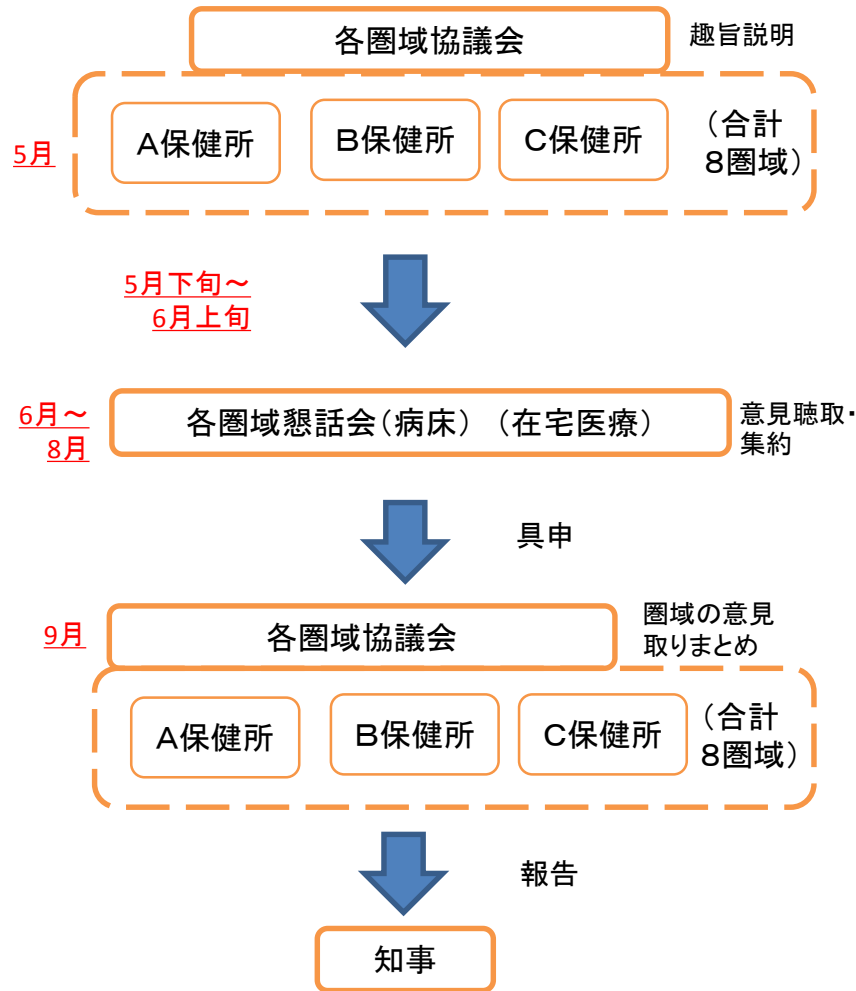 各圏域協議会
趣旨説明
5月
A保健所
B保健所
C保健所
（合計
8圏域）
5月下旬～
6月上旬
6月～
8月
各圏域懇話会（病床）（在宅医療）
意見聴取・
集約
具申
9月
各圏域協議会
圏域の意見
取りまとめ
A保健所
B保健所
C保健所
（合計
8圏域）
報告
知事